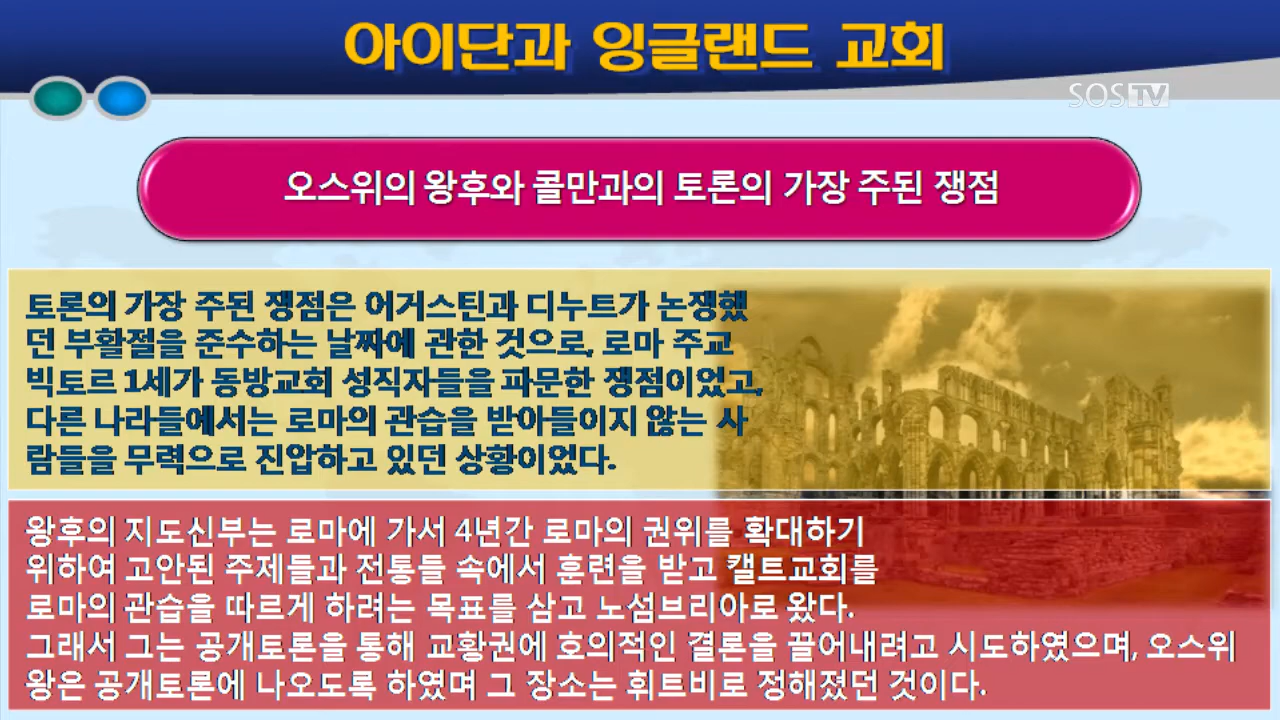 아이단과 잉글랜드 교회
SOSTV
오스위의 왕후와 콜만과의 토론의 가장 주된 쟁점
토론의 가장 주된 쟁점은 어거스틴과 디누트가 논쟁했
던 부활절을 준수하는 날짜에 관한 것으로, 로마 주교
빅토르 1세가 동방교회 성직자들을 파문한 쟁점이었고,
다른 나라들에서는 로마의 관습을 받아들이지 않는 사
람들을 무력으로 진압하고 있던 상황이었다.
왕후의 지도신부는 로마에 가서 4년간 로마의 권위를 확대하기
위하여 고안된 주제들과 전통들 속에서 훈련을 받고 캘트교회를
로마의 관습을 따르게 하려는 목표를 삼고 노섬브리아로 왔다.
그래서 그는 공개토론을 통해 교황권에 호의적인 결론을 끌어내려고 시도하였으며, 오스위
왕은 공개토론에 나오도록 하였며 그 장소는 휘트비로 정해졌던 것이다.